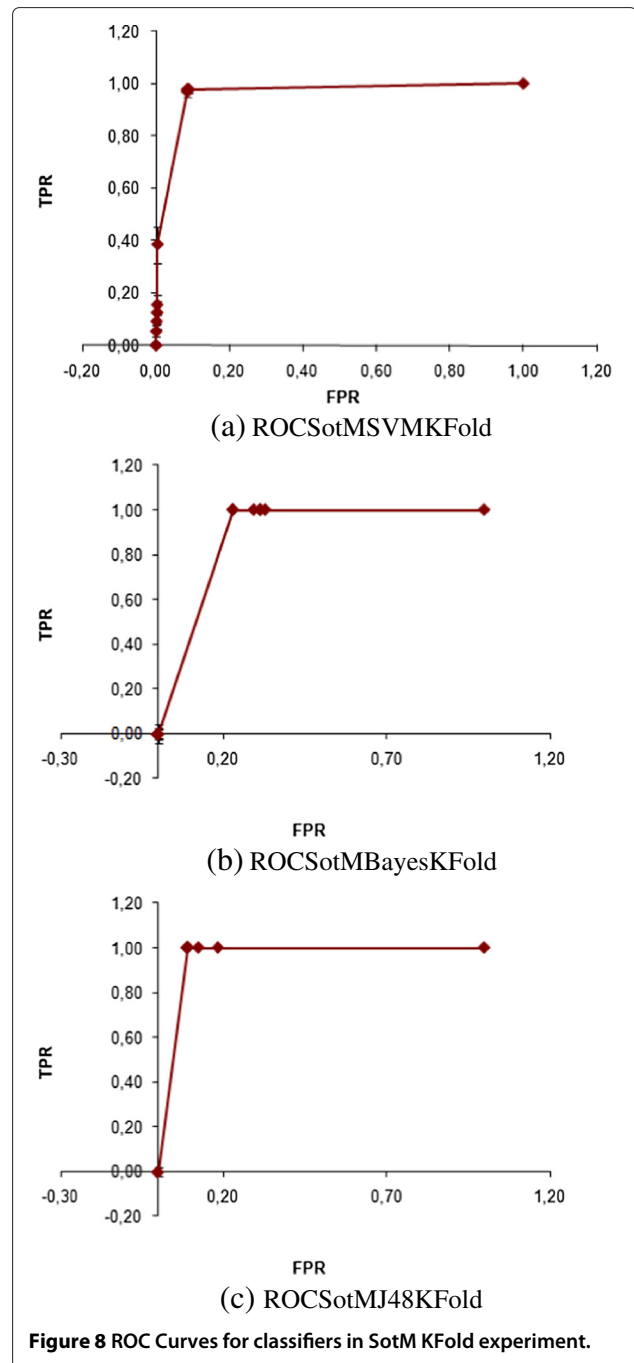 1,20
1,00
0,80
0,60
0,40
0,20
0,00
TPR
-0,20 0,00 0,20 0,40 0,60 0,80 1,00 1,20
FPR
(a) ROCSotMSVMKFold
1,20
1,00
0,80
0,60
0,40
0,20
0,00
-0,20
TPR
-0,30 0,20 0,70 1,20
FPR
(b) ROCSotMBayesKFold
1,20
1,00
0,80
0,60
0,40
0,20
0,00
-0,20
TPR
-0,30 0,20 0,70 1,20
FPR
(c) ROCSotMJ48KFold
Figure 8 ROC Curves for classifiers in SotM KFold experiment.